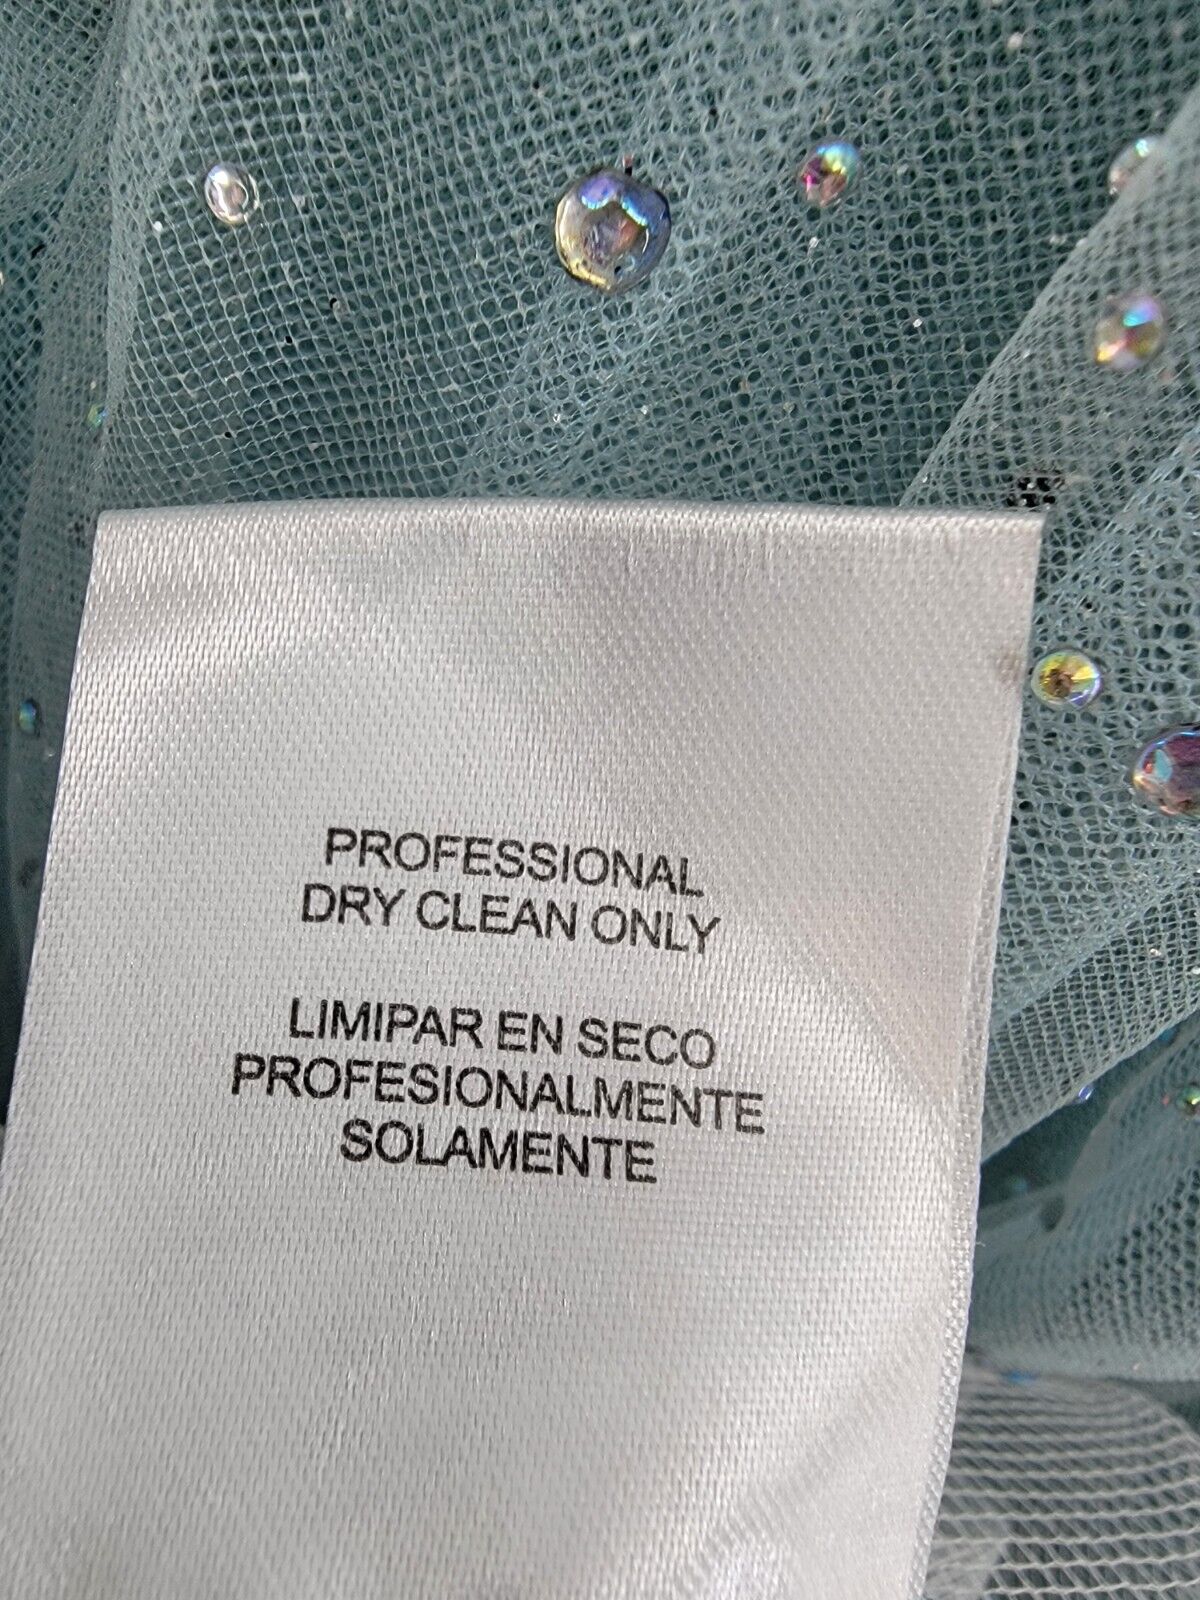 PROFESSIONAL
DRY CLEAN ONLY
LIMIPAR EN SECO
PROFESIONALMENTE
SOLAMENTE